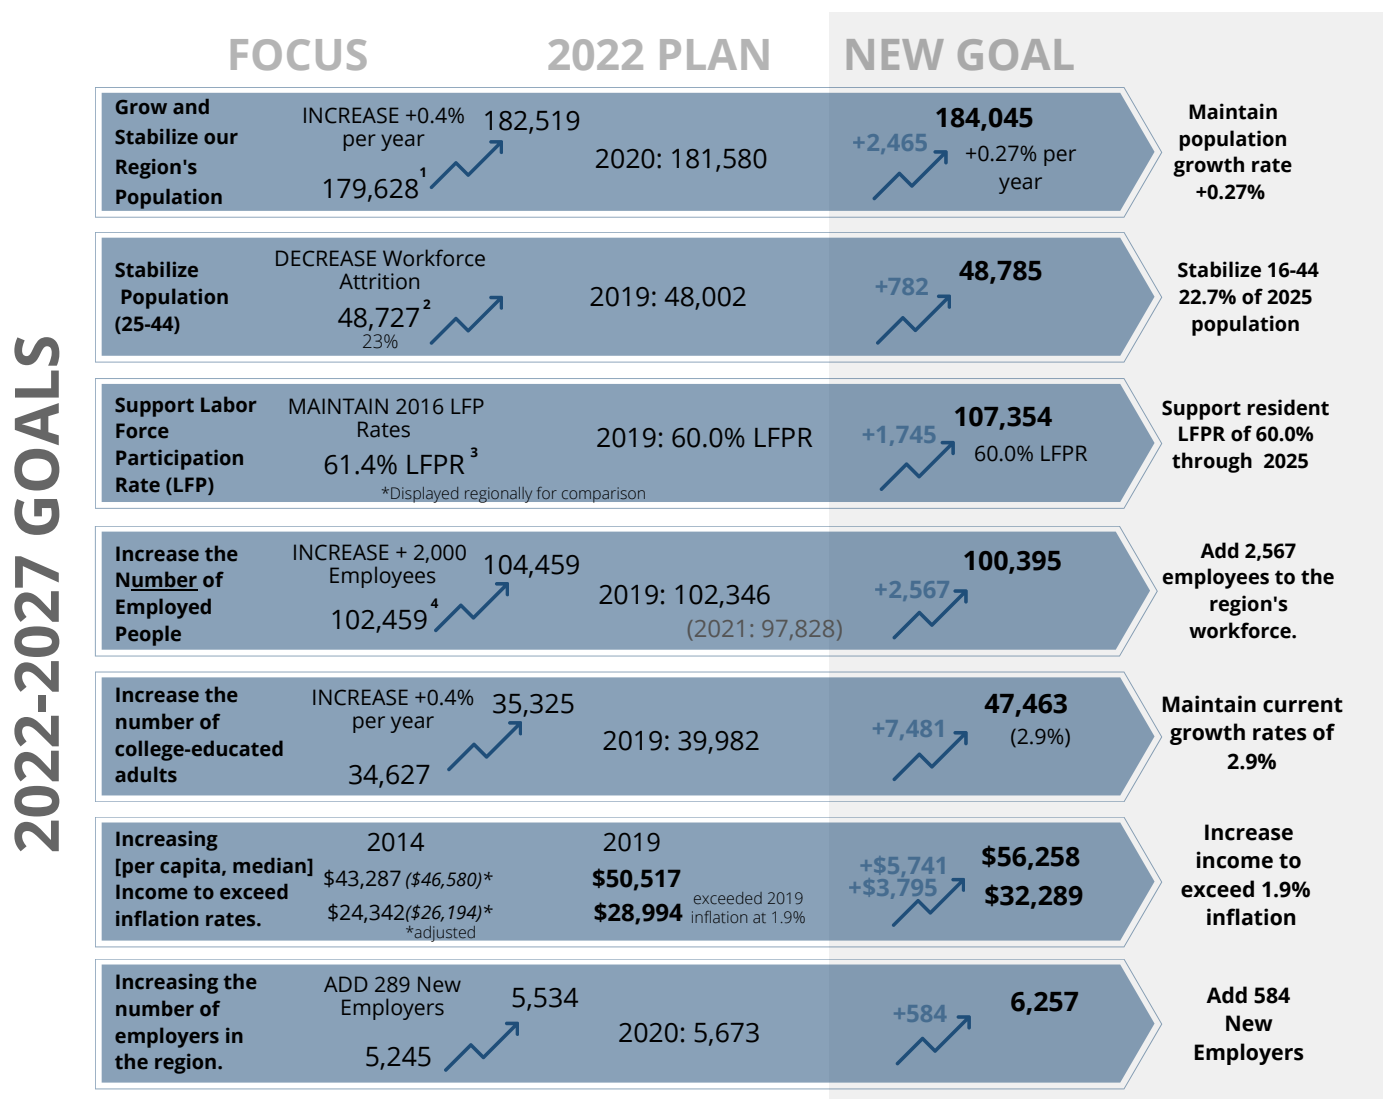 2022-2027 GOALS
FOCUS
2022 PLAN
NEW GOAL
Grow and
Stabilize our
Region's
Population
INCREASE +0.4%
per year
179,628¹
182,519
2020: 181,580
+2,465
184,045
+0.27% per
year
Maintain
population
growth rate
+0.27%
Stabilize
Population
(25-44)
DECREASE Workforce
Attrition
48,727²
23%
2019: 48,002
+782
48,785
Stabilize 16-44
22.7% of 2025
population
Support Labor
Force
Participation
Rate (LFP)
MAINTAIN 2016 LFP
Rates
61.4% LFPR ³
*Displayed regionally for comparison
2019: 60.0% LFPR
+1,745
107,354
60.0% LFPR
Support resident
LFPR of 60.0%
through 2025
Increase the
Number of
Employed
People
INCREASE + 2,000
Employees
102,459⁴
104,459
2019: 102,346
(2021: 97,828)
+2,567
100,395
Add 2,567
employees to the
region's
workforce.
Increase the
number of
college-educated
adults
INCREASE +0.4%
per year
34,627
35,325
2019: 39,982
+7,481
47,463
(2.9%)
Maintain current
growth rates of
2.9%
Increasing
[per capita, median]
Income to exceed
inflation rates.
2014
$43,287 ($46,580)*
$24,342($26,194)*
*adjusted
2019
$50,517
$28,994
exceeded 2019
inflation at 1.9%
+$5,741
+$3,795
$56,258
$32,289
Increase
income to
exceed 1.9%
inflation
Increasing the
number of
employers in
the region.
ADD 289 New
Employers
5,245
5,534
2020: 5,673
+584
6,257
Add 584
New
Employers